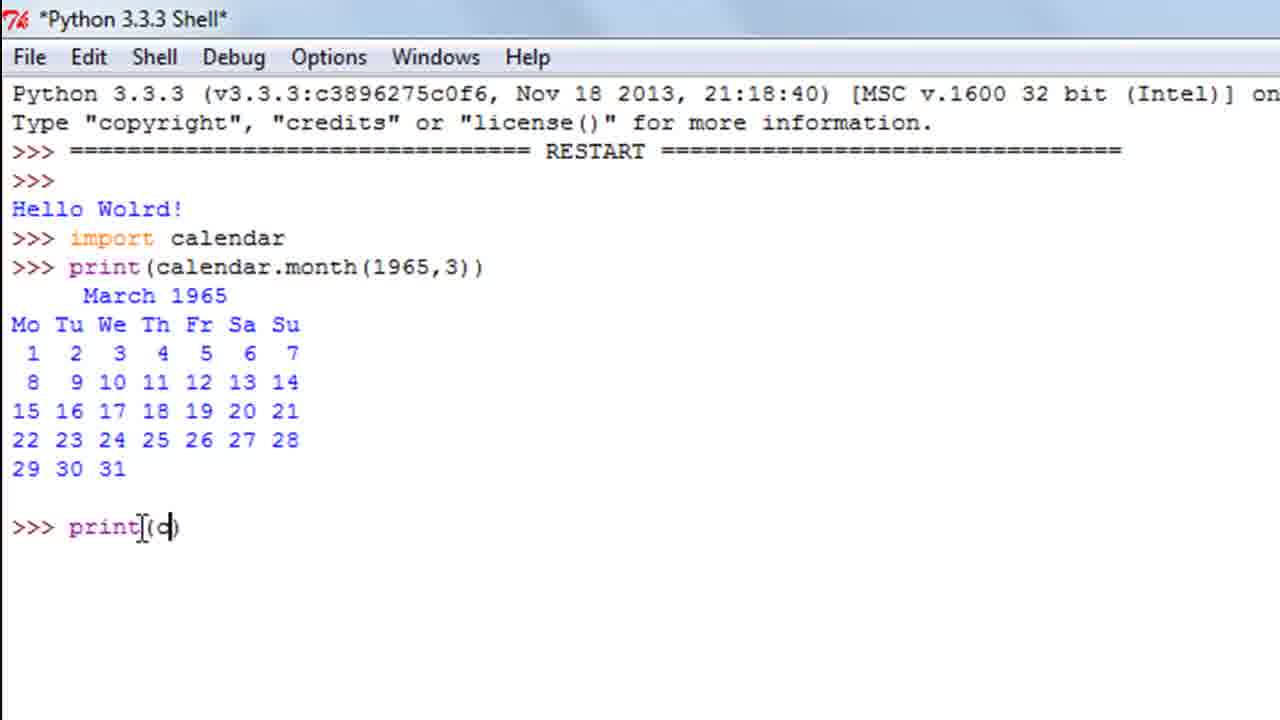 *Python 3.3.3 Shell*
File Edit Shell Debug Options Windows Help
Python 3.3.3 (v3.3.3:c3896275c0f6, Nov 18 2013, 21:18:40) [MSC v.1600 32 bit (Intel)] on
Type "copyright", "credits" or "license()" for more information.
>>> ================================ RESTART ================================
>>>
Hello Wolrd!
>>> import calendar
>>> print(calendar.month(1965,3))
     March 1965
Mo Tu We Th Fr Sa Su
 1  2  3  4  5  6  7
 8  9 10 11 12 13 14
15 16 17 18 19 20 21
22 23 24 25 26 27 28
29 30 31
>>> print(c)